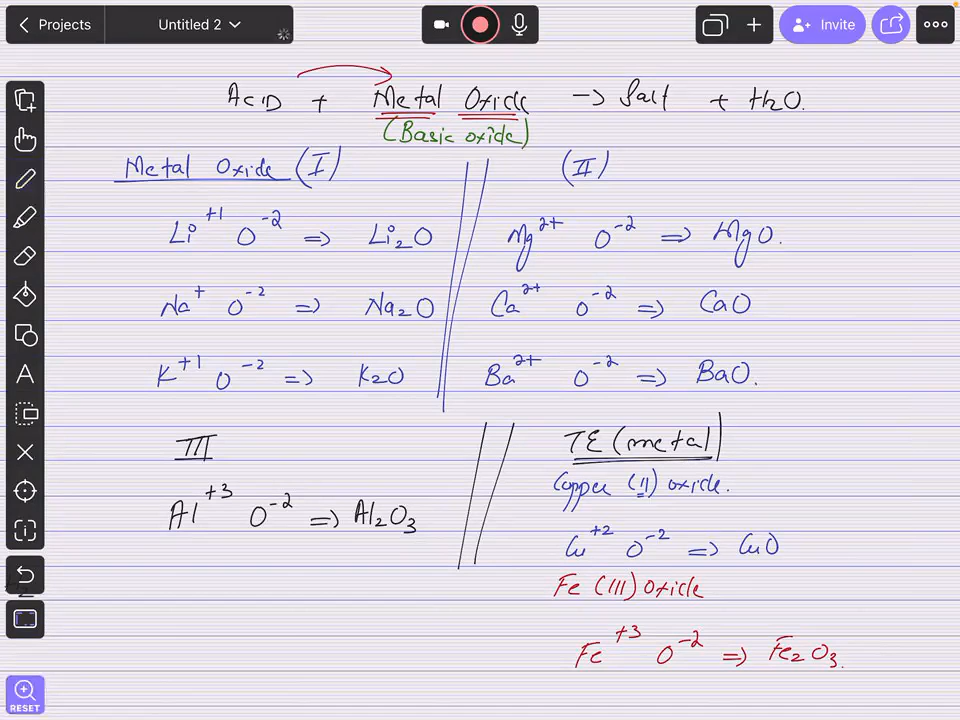 Projects Untitled 2 Invite
ACID + Metal Oxide -> Salt + H2O.
(Basic oxide)
Metal Oxide (I) (II)
Li+1 O-2 => Li2O Mg2+ O-2 => MgO.
Na+ O-2 => Na2O Ca2+ O-2 => CaO
K+1 O-2 => K2O Ba2+ O-2 => BaO.
III TE (metal)
Copper (II) oxide.
Al+3 O-2 => Al2O3
Cu+2 O-2 => CuO
Fe (III) Oxide
Fe+3 O-2 => Fe2O3.
RESET